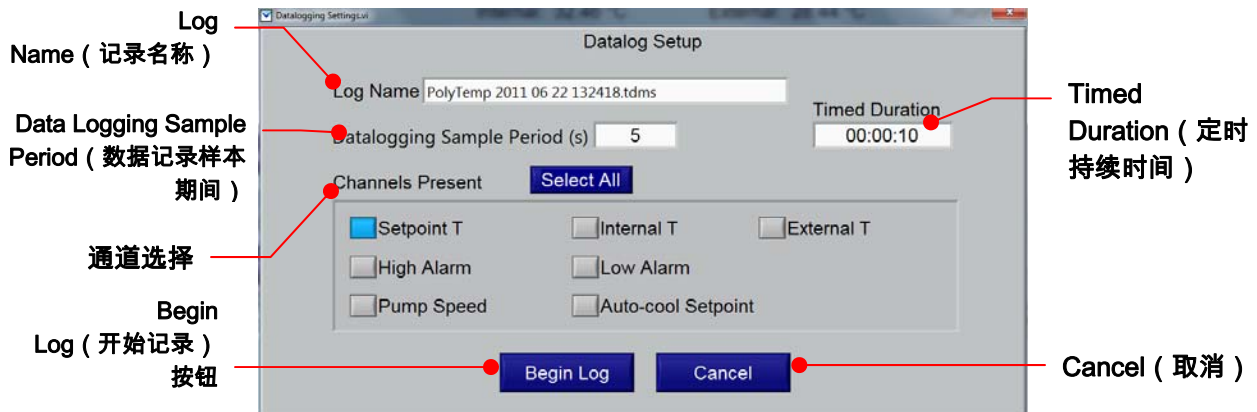 Log
Name（记录名称）
Data Logging Sample
Period（数据记录样本
期间）
通道选择
Begin
Log（开始记录）
按钮
Datalogging Settings.vi
Datalog Setup
Log Name PolyTemp 2011 06 22 132418.tdms
Timed Duration
Datalogging Sample Period (s) 5
00:00:10
Channels Present Select All
Setpoint T Internal T External T
High Alarm Low Alarm
Pump Speed Auto-cool Setpoint
Begin Log Cancel
Timed
Duration（定时
持续时间）
Cancel（取消）